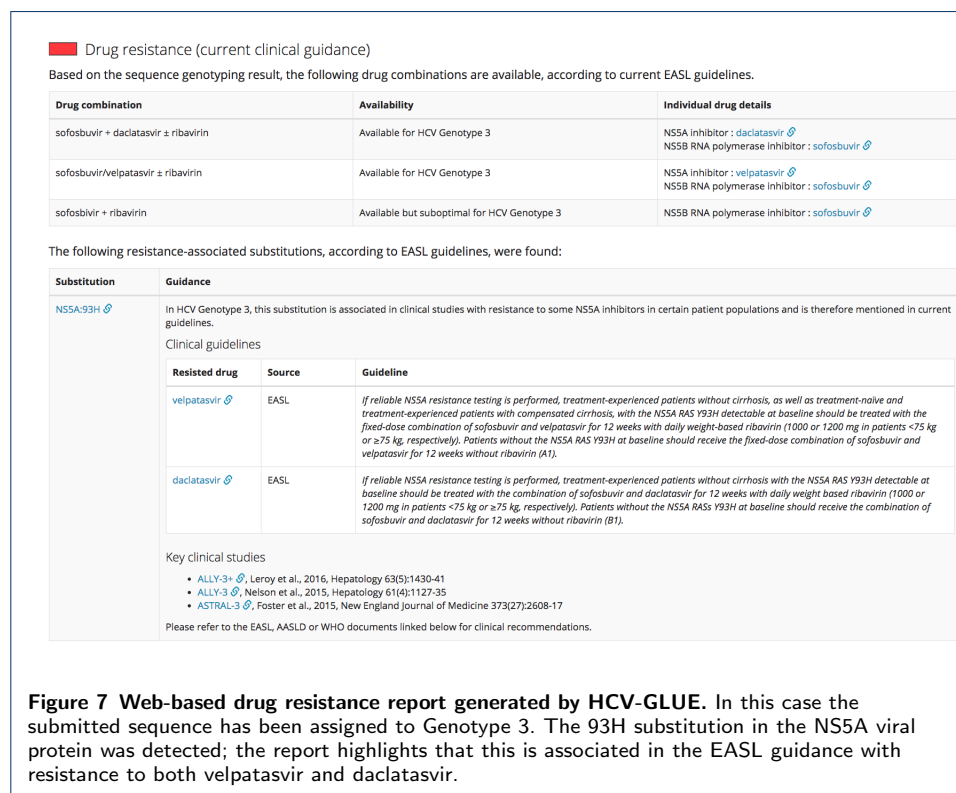 Drug resistance (current clinical guidance)
Based on the sequence genotyping result, the following drug combinations are available, according to current EASL guidelines.
Drug combination Availability Individual drug details
sofosbuvir + daclatasvir ± ribavirin Available for HCV Genotype 3 NS5A inhibitor : daclatasvir
NS5B RNA polymerase inhibitor : sofosbuvir
sofosbuvir/velpatasvir ± ribavirin Available for HCV Genotype 3 NS5A inhibitor : velpatasvir
NS5B RNA polymerase inhibitor : sofosbuvir
sofosbivir + ribavirin Available but suboptimal for HCV Genotype 3 NS5B RNA polymerase inhibitor : sofosbuvir
The following resistance-associated substitutions, according to EASL guidelines, were found:
Substitution Guidance
NS5A:93H In HCV Genotype 3, this substitution is associated in clinical studies with resistance to some NS5A inhibitors in certain patient populations and is therefore mentioned in current
guidelines.
Clinical guidelines
Resisted drug Source Guideline
velpatasvir EASL If reliable NS5A resistance testing is performed, treatment-experienced patients without cirrhosis, as well as treatment-naïve and
treatment-experienced patients with compensated cirrhosis, with the NS5A RAS Y93H detectable at baseline should be treated with the
fixed-dose combination of sofosbuvir and velpatasvir for 12 weeks with daily weight-based ribavirin (1000 or 1200 mg in patients <75 kg
or ≥75 kg, respectively). Patients without the NS5A RAS Y93H at baseline should receive the fixed-dose combination of sofosbuvir and
velpatasvir for 12 weeks without ribavirin (A1).
daclatasvir EASL If reliable NS5A resistance testing is performed, treatment-experienced patients without cirrhosis with the NS5A RAS Y93H detectable at
baseline should be treated with the combination of sofosbuvir and daclatasvir for 12 weeks with daily weight based ribavirin (1000 or
1200 mg in patients <75 kg or ≥75 kg, respectively). Patients without the NS5A RASs Y93H at baseline should receive the combination of
sofosbuvir and daclatasvir for 12 weeks without ribavirin (B1).
Key clinical studies
• ALLY-3+, Leroy et al., 2016, Hepatology 63(5):1430-41
• ALLY-3, Nelson et al., 2015, Hepatology 61(4):1127-35
• ASTRAL-3, Foster et al., 2015, New England Journal of Medicine 373(27):2608-17
Please refer to the EASL, AASLD or WHO documents linked below for clinical recommendations.
Figure 7 Web-based drug resistance report generated by HCV-GLUE. In this case the
submitted sequence has been assigned to Genotype 3. The 93H substitution in the NS5A viral
protein was detected; the report highlights that this is associated in the EASL guidance with
resistance to both velpatasvir and daclatasvir.